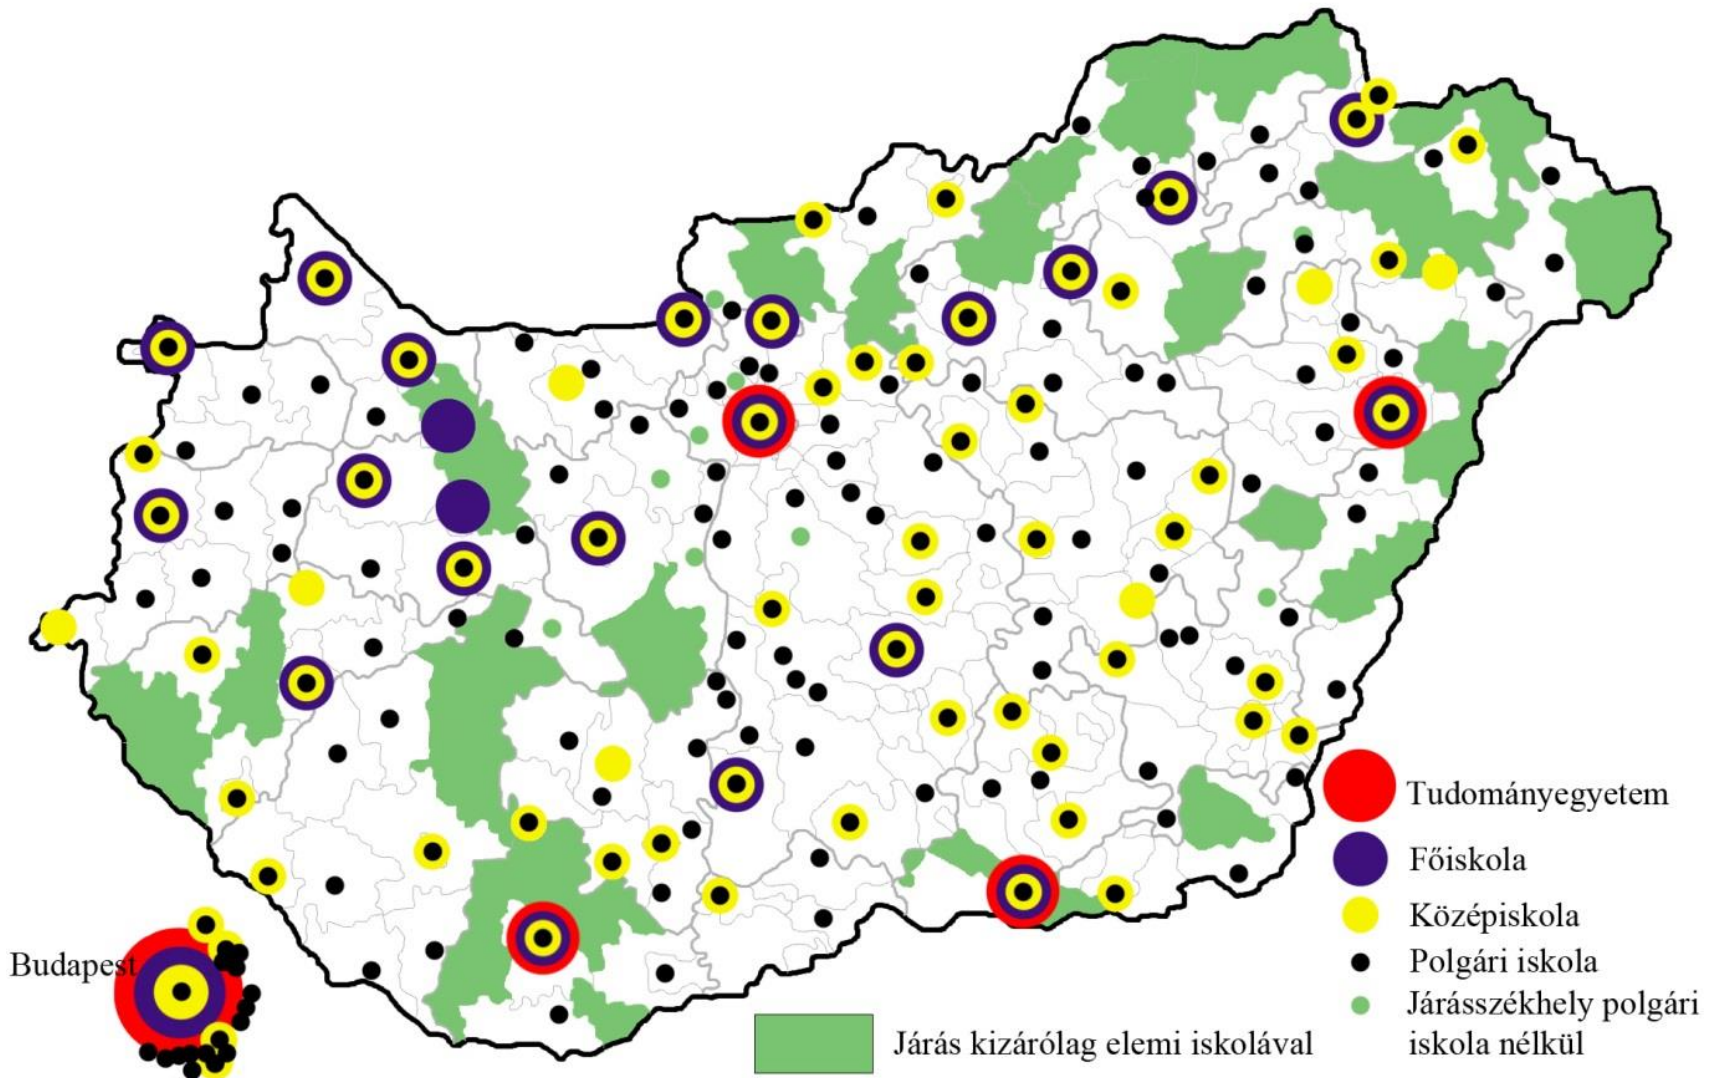 Tudományegyetem
Főiskola
Középiskola
Budapest
Polgári iskola
Járásszékhely polgári
iskola nélkül
Járás kizárólag elemi iskolával